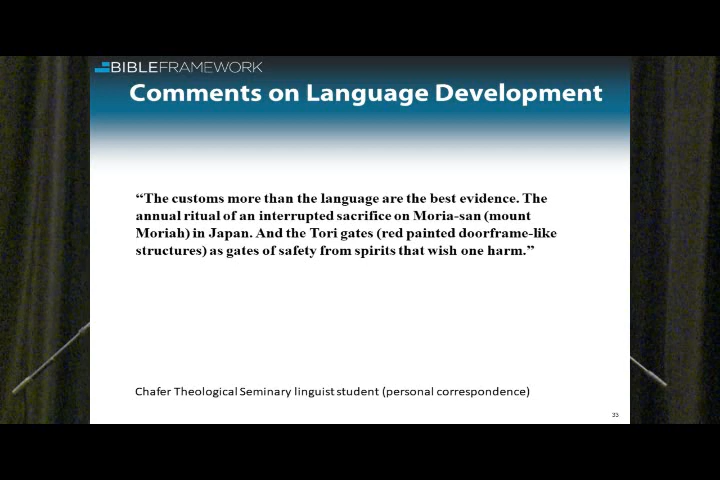 BIBLEFRAMEWORK
Comments on Language Development
“The customs more than the language are the best evidence. The
annual ritual of an interrupted sacrifice on Moria-san (mount
Moriah) in Japan. And the Tori gates (red painted doorframe-like
structures) as gates of safety from spirits that wish one harm.”
Chafer Theological Seminary linguist student (personal correspondence)
33